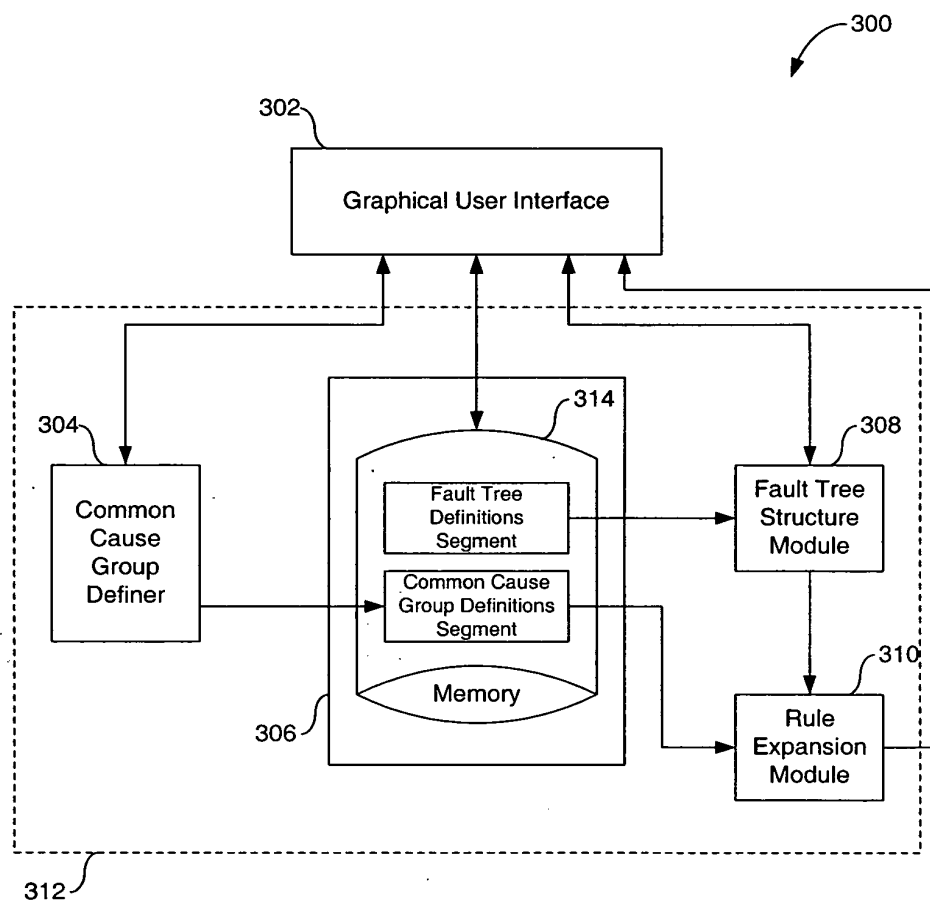 300
302
Graphical User Interface
314
304
308
Common
Cause
Group
Definer
Fault Tree
Definitions
Segment
Fault Tree
Structure
Module
Common Cause
Group Definitions
Segment
310
Memory
306
Rule
Expansion
Module
312